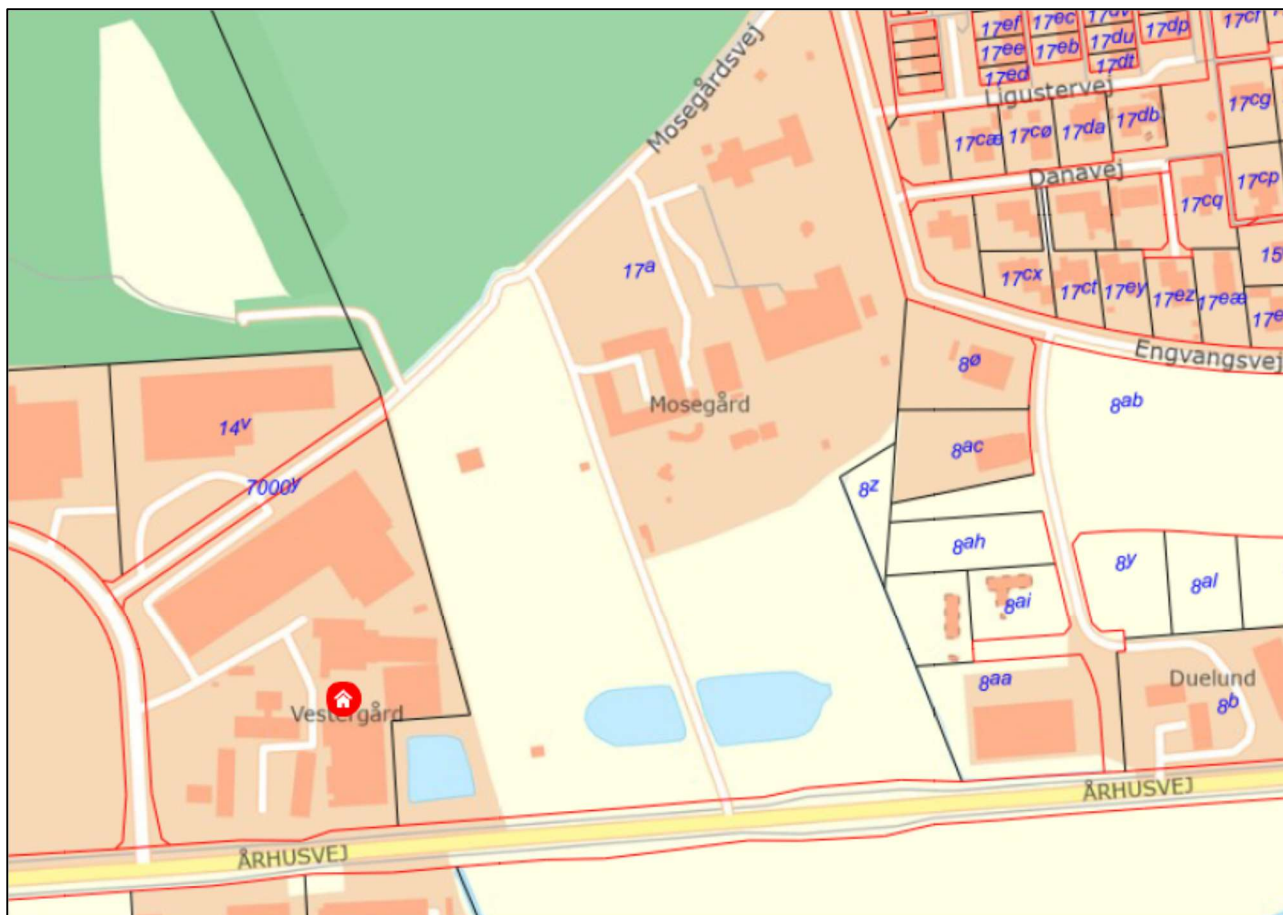 17ef
17ec
17dv
17dp
17cf
17ee
17eb
17du
17ed
17dt
Mosegårdsvej
Ligustervej
17cg
17cæ
17cø
17da
17db
Danavej
17cp
17cq
17a
17cx
17ct
17ey
17ez
17eæ
15
17e
Engvangsvej
8ø
8ab
Mosegård
14v
8ac
7000y
8z
8ah
8y
8al
8ai
Vestergård
8aa
Duelund
8b
ÅRHUSVEJ
ÅRHUSVEJ